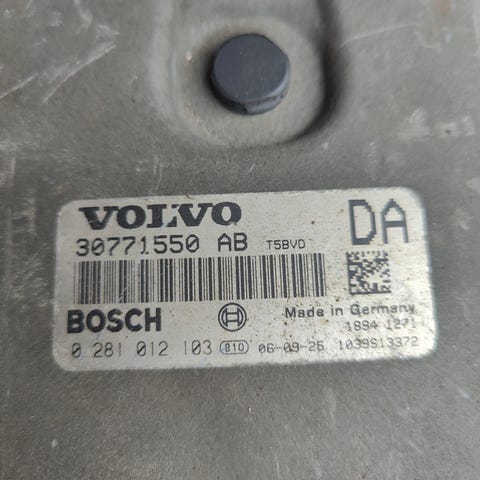 VOLVO
DA
30771550 AB T5BVD
BOSCH Made in Germany
1894 1271
0 281 012 103 810 06-09-25 1039S13372